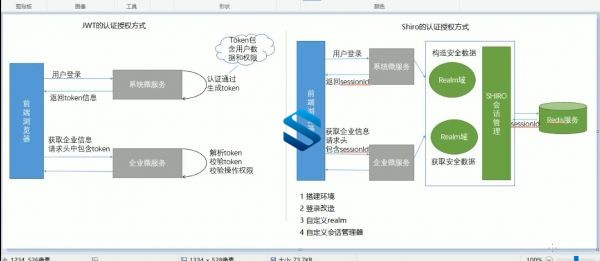 剪贴板
图像
工具
形状
颜色
JWT的认证授权方式
Token包
含用户数
据和权限
前端浏览器
用户登录
返回token信息
系统微服务
认证通过
生成token
获取企业信息
请求头中包含token
企业微服务
解析token
校验token
校验操作权限
Shiro的认证授权方式
前端浏览器
用户登录
返回sessionId
系统微服务
构造安全数据
Realm域
SHIRO
会话管理
Redis服务
获取企业信息
请求头
包含sessionId
企业微服务
Realm域
获取安全数据
1 搭建环境
2 登录改造
3 自定义realm
4 自定义会话管理器
1234, 536像素
1334 × 528像素
大小: 73.7KB
100%